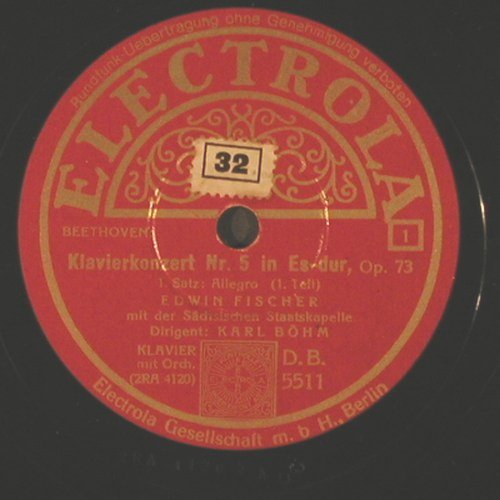 Rundfunk-Uebertragung ohne Genehmigung verboten
ELECTROLA
32
BEETHOVEN
1
Klavierkonzert Nr. 5 in Es-dur, Op. 73
1. Satz: Allegro (1. Teil)
EDWIN FISCHER
mit der Sächsischen Staatskapelle.
Dirigent: KARL BÖHM
KLAVIER
mit Orch.
(2RA 4120)
D.B.
5511
Electrola Gesellschaft m. b H., Berlin